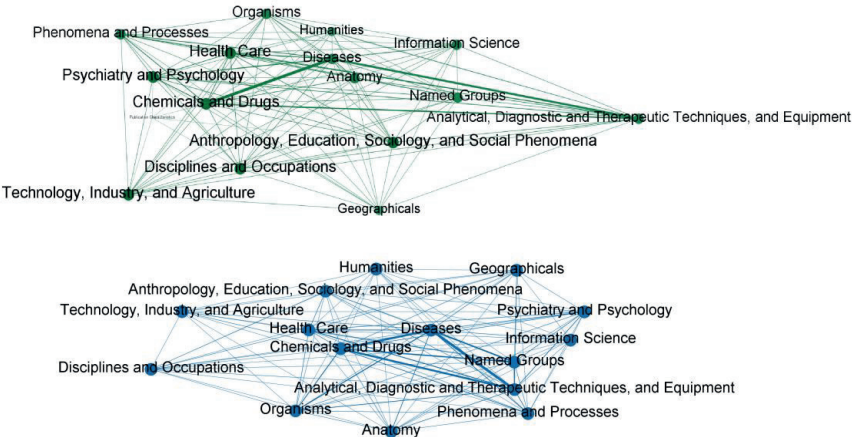 Organisms
Phenomena and Processes
Humanities
Information Science
Health Care
Diseases
Psychiatry and Psychology
Anatomy
Named Groups
Chemicals and Drugs
Analytical, Diagnostic and Therapeutic Techniques, and Equipment
Anthropology, Education, Sociology, and Social Phenomena
Disciplines and Occupations
Technology, Industry, and Agriculture
Geographicals
Humanities
Geographicals
Anthropology, Education, Sociology, and Social Phenomena
Technology, Industry, and Agriculture
Psychiatry and Psychology
Health Care
Diseases
Information Science
Chemicals and Drugs
Named Groups
Disciplines and Occupations
Analytical, Diagnostic and Therapeutic Techniques, and Equipment
Organisms
Phenomena and Processes
Anatomy